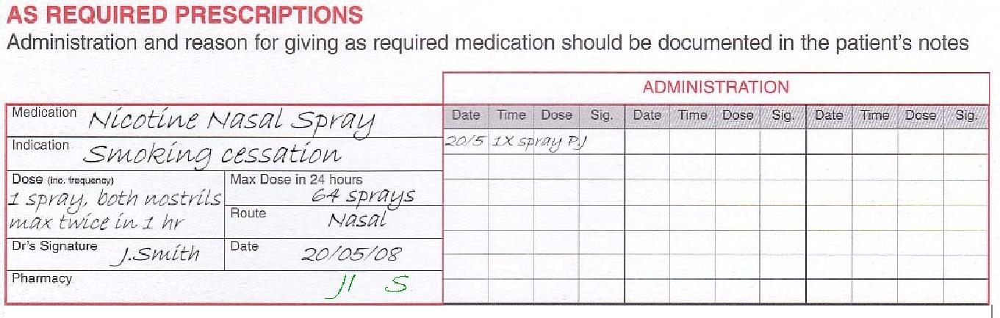 AS REQUIRED PRESCRIPTIONS
Administration and reason for giving as required medication should be documented in the patient's notes
ADMINISTRATION
Medication Nicotine Nasal Spray
Date Time Dose Sig. Date Time Dose Sig. Date Time Dose Sig.
20/5 1X spray P.J
Indication Smoking cessation
Dose (inc. frequency)
1 spray, both nostrils
max twice in 1 hr
Max Dose in 24 hours
64 sprays
Route Nasal
Dr's Signature J.Smith
Date 20/05/08
Pharmacy
S